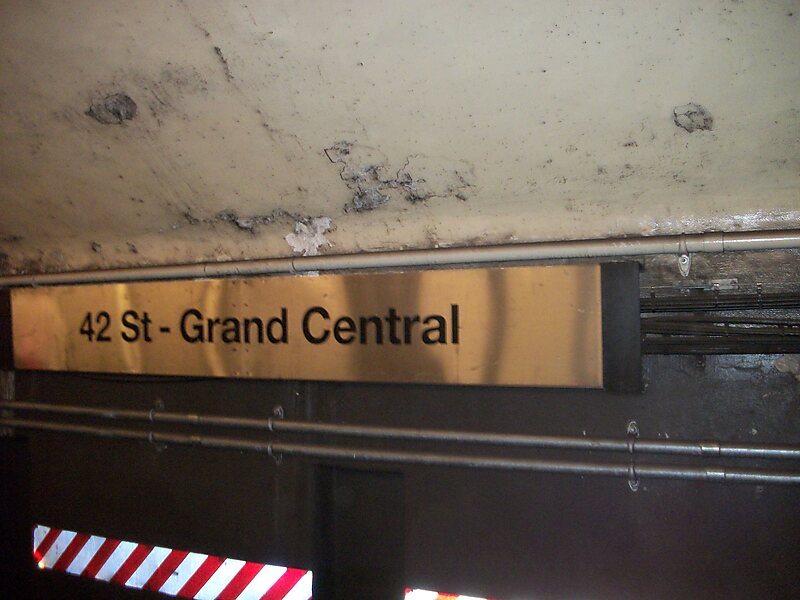 42 St - Grand Central